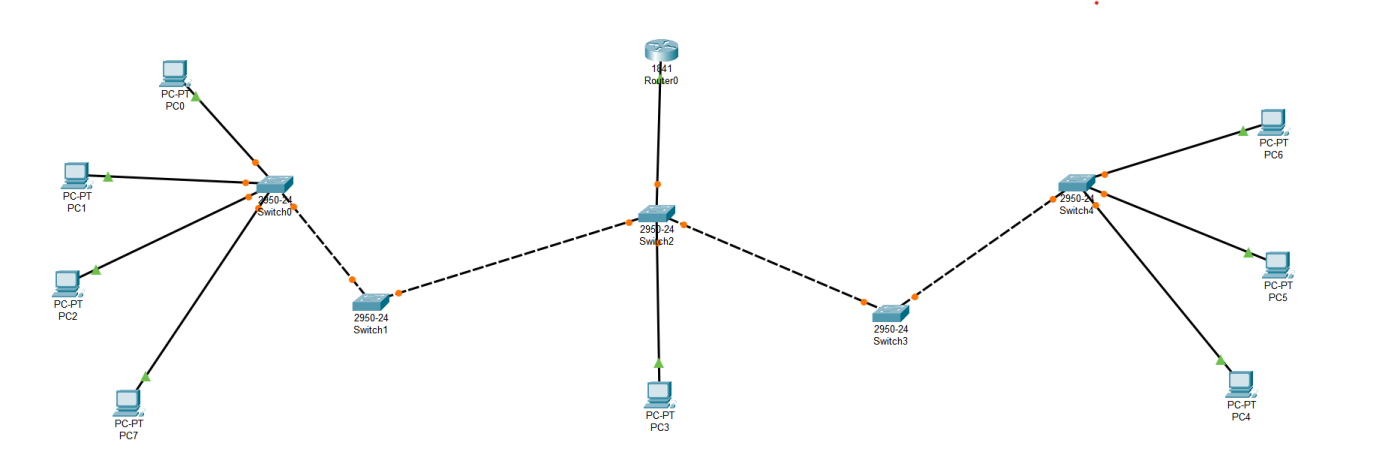 1841
Router0
PC-PT
PC0
PC-PT
PC1
2950-24
Switch0
PC-PT
PC2
PC-PT
PC7
2950-24
Switch1
2950-24
Switch2
PC-PT
PC3
2950-24
Switch3
2950-24
Switch4
PC-PT
PC6
PC-PT
PC5
PC-PT
PC4